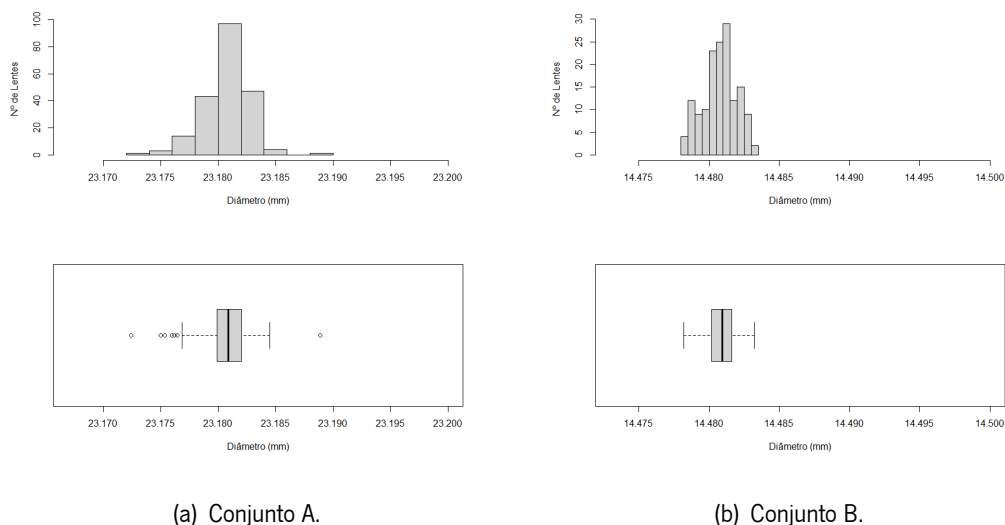 100
80
60
40
20
0
Nº de Lentes
23.170 23.175 23.180 23.185 23.190 23.195 23.200
Diâmetro (mm)
30
25
20
15
10
5
0
Nº de Lentes
14.475 14.480 14.485 14.490 14.495 14.500
Diâmetro (mm)
23.170 23.175 23.180 23.185 23.190 23.195 23.200
Diâmetro (mm)
14.475 14.480 14.485 14.490 14.495 14.500
Diâmetro (mm)
(a) Conjunto A.
(b) Conjunto B.